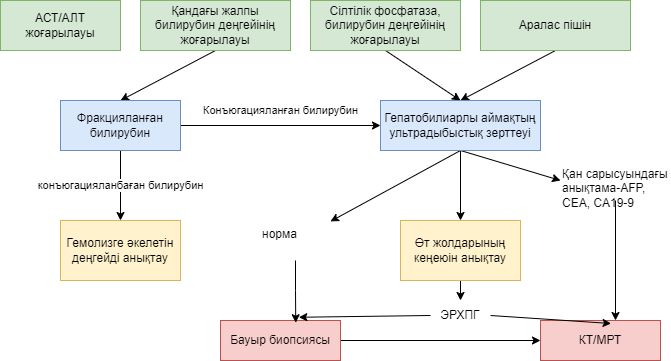 АСТ/АЛТ
жоғарылауы
Қандағы жалпы
билирубин деңгейінің
жоғарылауы
Сілтілік фосфатаза,
билирубин деңгейінің
жоғарылауы
Аралас пішін
Фракцияланған
билирубин
Конъюгацияланған билирубин
Гепатобилиарлы аймақтың
ультрадыбыстық зерттеуі
конъюгацияланбаған билирубин
Қан сарысуындағы
анықтама-AFP,
CEA, CA19-9
Гемолизге әкелетін
деңгейді анықтау
норма
Өт жолдарының
кеңеюін анықтау
ЭРХПГ
Бауыр биопсиясы
КТ/МРТ